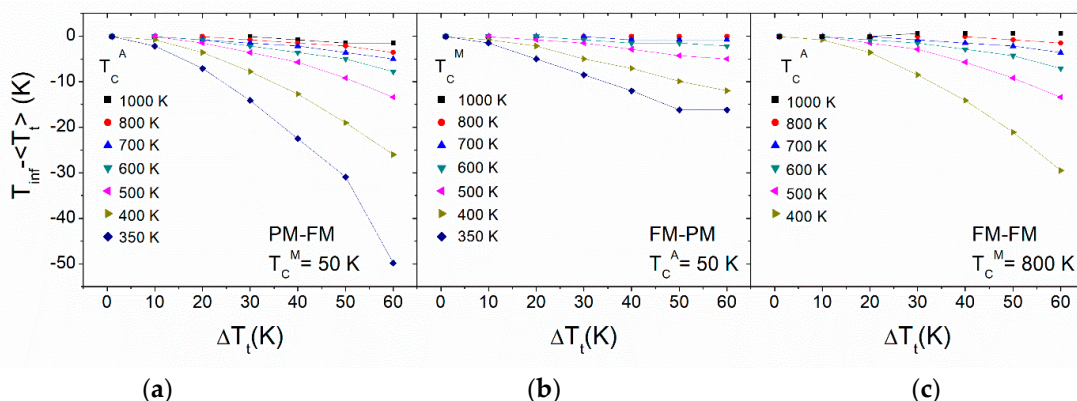 T_inf-<T_t> (K)
0
-10
-20
-30
-40
-50
T_C^A
1000 K
800 K
700 K
600 K
500 K
400 K
350 K
PM-FM
T_C^M= 50 K
0 10 20 30 40 50 60
ΔT_t(K)
(a)
T_C^M
1000 K
800 K
700 K
600 K
500 K
400 K
350 K
FM-PM
T_C^A= 50 K
0 10 20 30 40 50 60
ΔT_t(K)
(b)
T_C^A
1000 K
800 K
700 K
600 K
500 K
400 K
FM-FM
T_C^M= 800 K
0 10 20 30 40 50 60
ΔT_t(K)
(c)